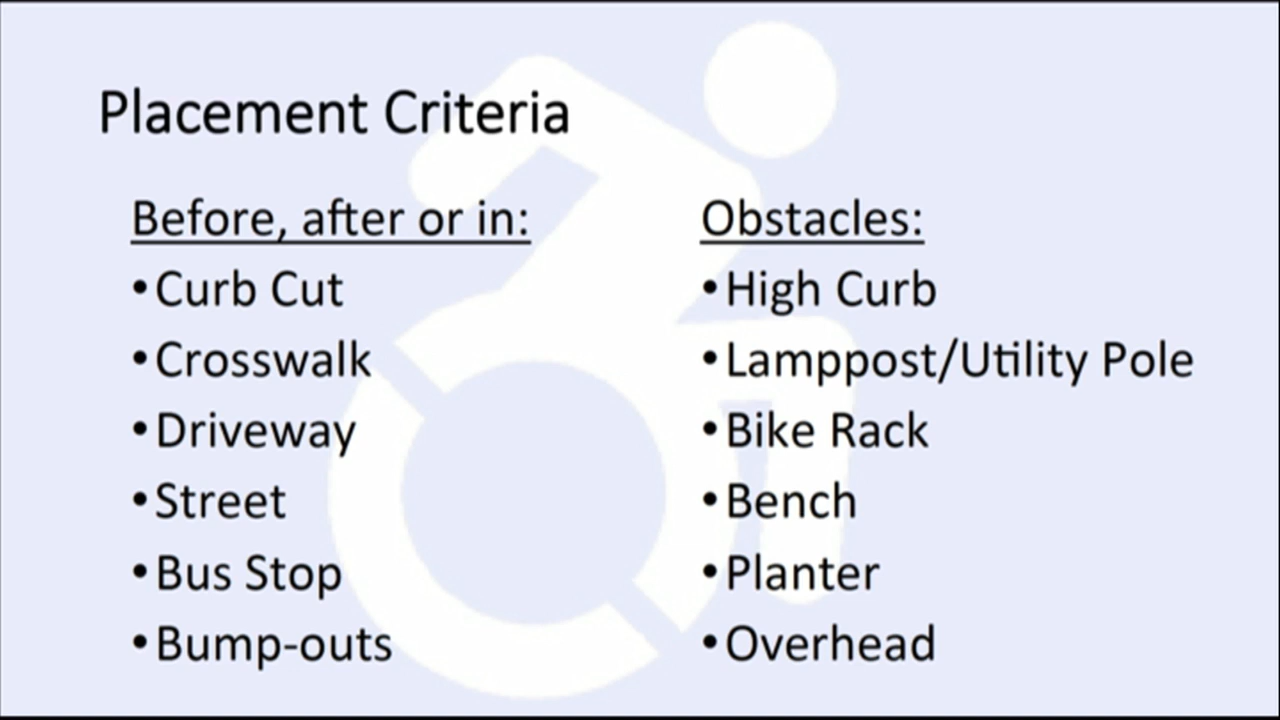 Placement Criteria
Before, after or in:
•Curb Cut
•Crosswalk
•Driveway
•Street
•Bus Stop
•Bump-outs
Obstacles:
•High Curb
•Lamppost/Utility Pole
•Bike Rack
•Bench
•Planter
•Overhead